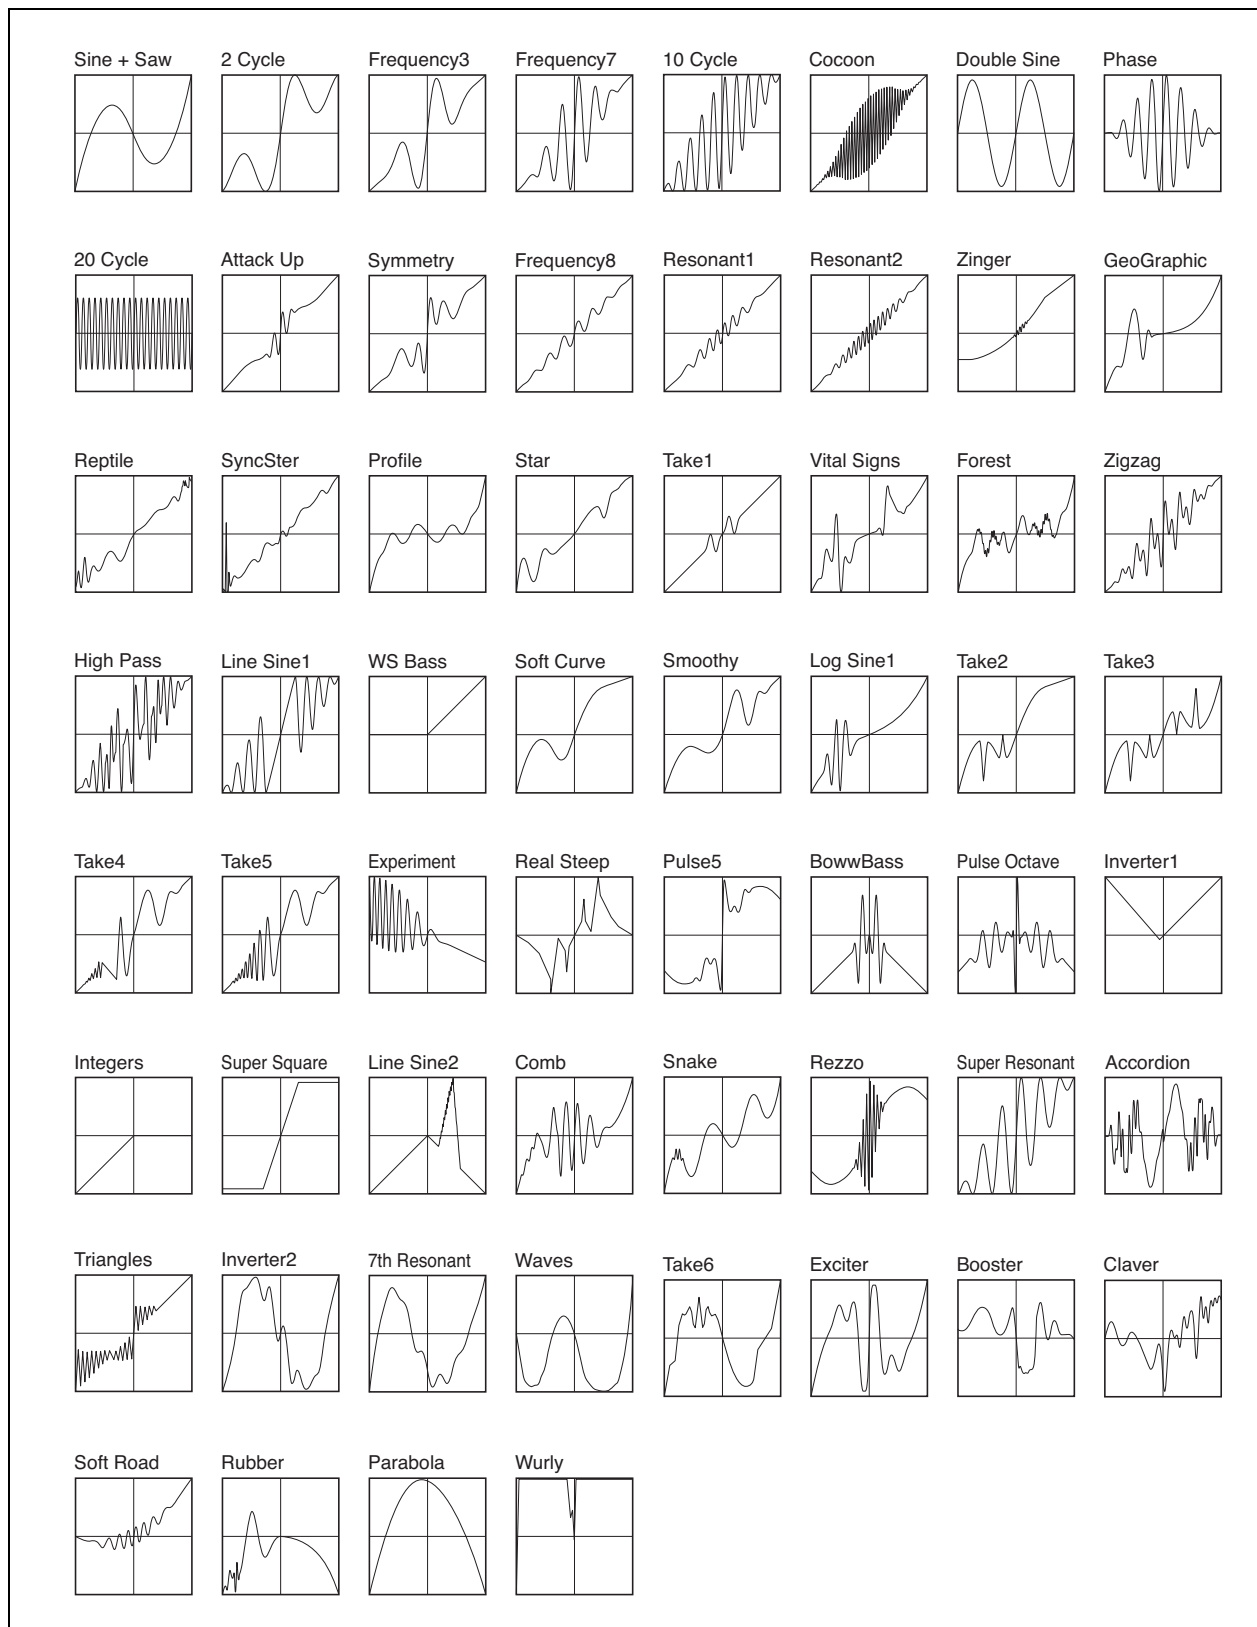 Sine + Saw 2 Cycle Frequency3 Frequency7 10 Cycle Cocoon Double Sine Phase
20 Cycle Attack Up Symmetry Frequency8 Resonant1 Resonant2 Zinger GeoGraphic
Reptile SyncSter Profile Star Take1 Vital Signs Forest Zigzag
High Pass Line Sine1 WS Bass Soft Curve Smoothy Log Sine1 Take2 Take3
Take4 Take5 Experiment Real Steep Pulse5 BowwBass Pulse Octave Inverter1
Integers Super Square Line Sine2 Comb Snake Rezzo Super Resonant Accordion
Triangles Inverter2 7th Resonant Waves Take6 Exciter Booster Claver
Soft Road Rubber Parabola Wurly